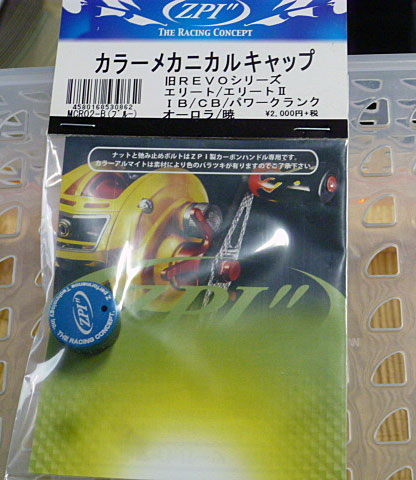 ZPI
THE RACING CONCEPT
カラーメカニカルキャップ
旧REVOシリーズ
エリート/エリートⅡ
IB/CB/パワークランク
オーロラ/暁
¥2,000円+税
4580168530862
MCR02-B(ブルー)
ナットと弛み止めボルトはZPI製カーボンハンドル専用です。
カラーアルマイトは素材により色のバラツキが有りますのでご了承下さい。
ZPI
ZPI
THE RACING CONCEPT